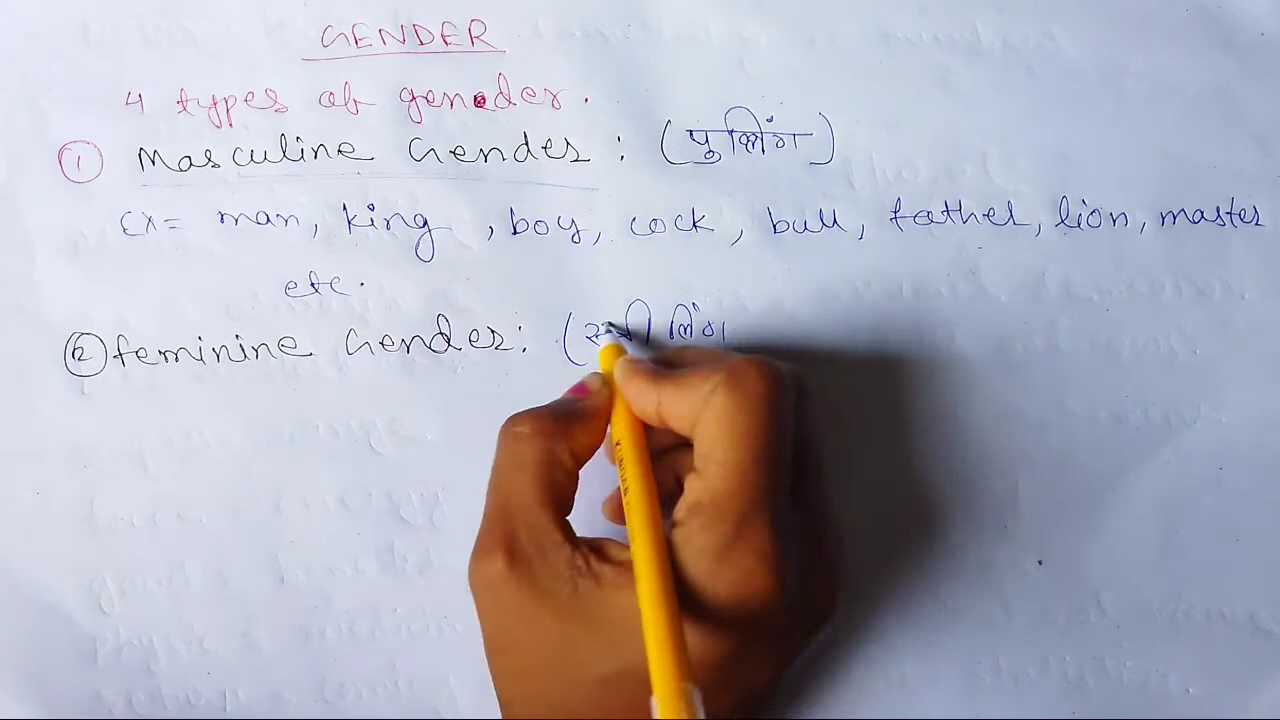 GENDER
4 types of gender.
① Masculine Gender : (पुलिंग)
Ex= man, king, boy, cock, bull, father, lion, master
etc.
② feminine Gender: (स्त्री लिंग